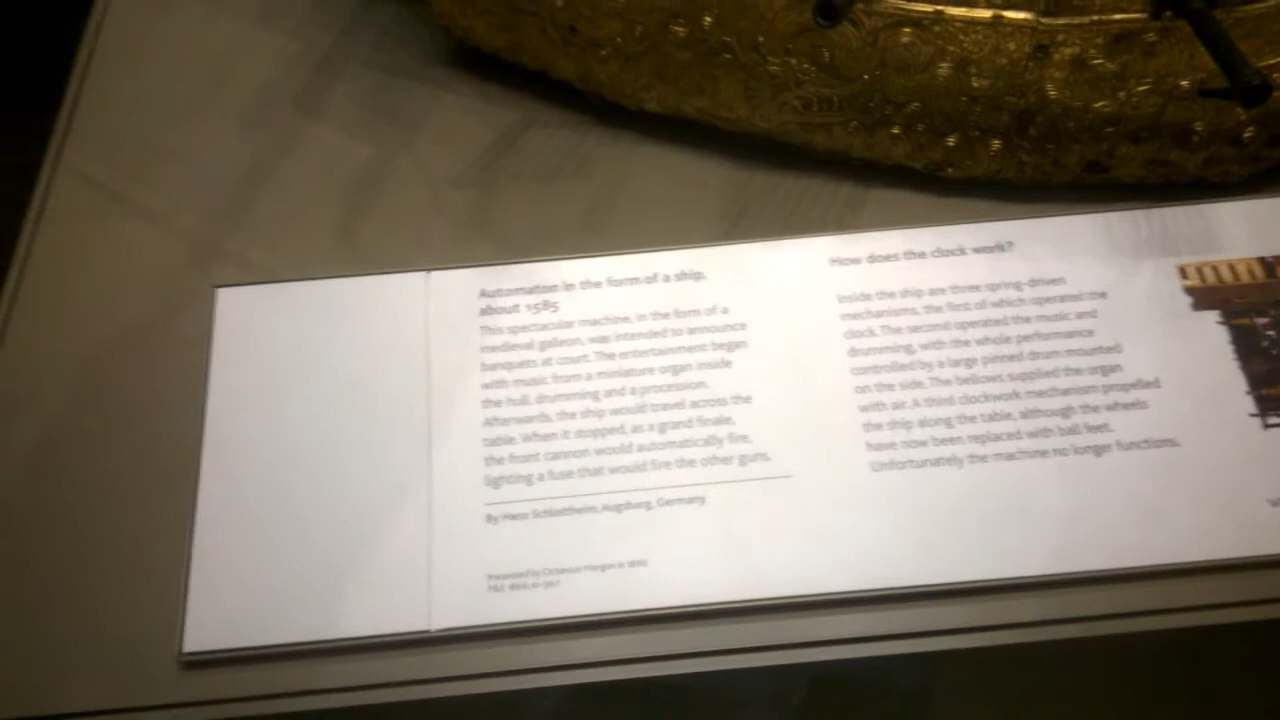 Automation in the form of a ship,
about 1585
This spectacular machine, in the form of a
medieval galleon, was intended to announce
banquets at court. The entertainment began
with music from a miniature organ inside
the hull, drumming and a procession.
Afterwards, the ship would travel across the
table. When it stopped, as a grand finale,
the front cannon would automatically fire,
lighting a fuse that would fire the other guns.
By Hans Schlottheim, Augsburg, Germany
Presented by Octavius Morgan in 1866
How does the clock work?
Inside the ship are three spring-driven
mechanisms, the first of which operated the
clock. The second operated the music and
drumming, with the whole performance
controlled by a large pinned drum mounted
on the side. The bellows supplied the organ
with air. A third clockwork mechanism propelled
the ship along the table, although the wheels
have now been replaced with ball feet.
Unfortunately the machine no longer functions.